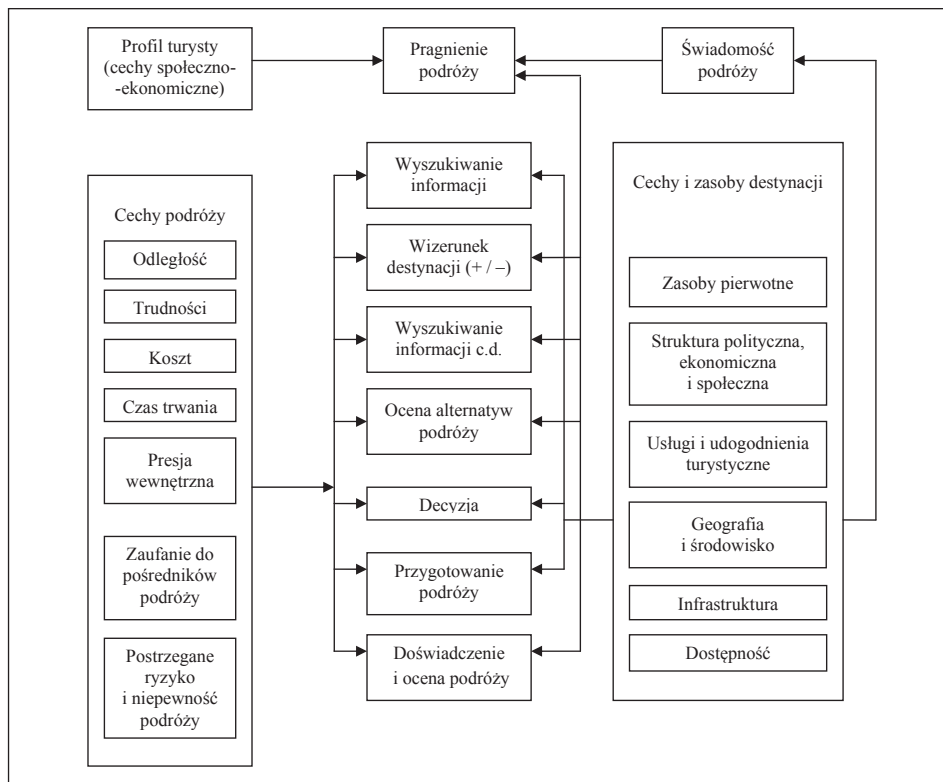 Profil turysty
(cechy społeczno-
-ekonomiczne)
Pragnienie
podróży
Świadomość
podróży
Cechy podróży
Odległość
Trudności
Koszt
Czas trwania
Presja
wewnętrzna
Zaufanie do
pośredników
podróży
Postrzegane
ryzyko
i niepewność
podróży
Wyszukiwanie
informacji
Wizerunek
destynacji (+ / –)
Wyszukiwanie
informacji c.d.
Ocena alternatyw
podróży
Decyzja
Przygotowanie
podróży
Doświadczenie
i ocena podróży
Cechy i zasoby destynacji
Zasoby pierwotne
Struktura polityczna,
ekonomiczna
i społeczna
Usługi i udogodnienia
turystyczne
Geografia
i środowisko
Infrastruktura
Dostępność